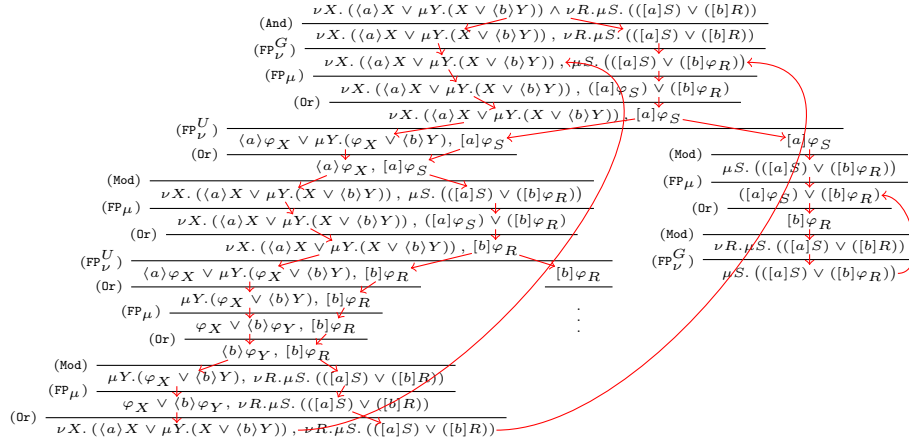 (And) νX. (⟨a⟩X ∨ μY.(X ∨ ⟨b⟩Y)) ∧ νR.μS. (([a]S) ∨ ([b]R))
(FP_ν^G) νX. (⟨a⟩X ∨ μY.(X ∨ ⟨b⟩Y)) , νR.μS. (([a]S) ∨ ([b]R))
(FP_μ) νX. (⟨a⟩X ∨ μY.(X ∨ ⟨b⟩Y)) , μS. (([a]S) ∨ ([b]φ_R))
(Or) νX. (⟨a⟩X ∨ μY.(X ∨ ⟨b⟩Y)) , ([a]φ_S) ∨ ([b]φ_R)
(FP_ν^U) νX. (⟨a⟩X ∨ μY.(X ∨ ⟨b⟩Y)) , [a]φ_S
(Or) ⟨a⟩φ_X ∨ μY.(φ_X ∨ ⟨b⟩Y), [a]φ_S (Mod) [a]φ_S
(Mod) ⟨a⟩φ_X , [a]φ_S (FP_μ) μS. (([a]S) ∨ ([b]φ_R))
(FP_μ) νX. (⟨a⟩X ∨ μY.(X ∨ ⟨b⟩Y)) , μS. (([a]S) ∨ ([b]φ_R)) (Or) ([a]φ_S) ∨ ([b]φ_R)
(Or) νX. (⟨a⟩X ∨ μY.(X ∨ ⟨b⟩Y)) , ([a]φ_S) ∨ ([b]φ_R) (Mod) [b]φ_R
(FP_ν^U) νX. (⟨a⟩X ∨ μY.(X ∨ ⟨b⟩Y)) , [b]φ_R (FP_ν^G) νR.μS. (([a]S) ∨ ([b]R))
(Or) ⟨a⟩φ_X ∨ μY.(φ_X ∨ ⟨b⟩Y), [b]φ_R [b]φ_R μS. (([a]S) ∨ ([b]φ_R))
(FP_μ) μY.(φ_X ∨ ⟨b⟩Y), [b]φ_R ⋮
(Or) φ_X ∨ ⟨b⟩φ_Y, [b]φ_R
(Mod) ⟨b⟩φ_Y, [b]φ_R
(FP_μ) μY.(φ_X ∨ ⟨b⟩Y), νR.μS. (([a]S) ∨ ([b]R))
(Or) φ_X ∨ ⟨b⟩φ_Y, νR.μS. (([a]S) ∨ ([b]R))
νX. (⟨a⟩X ∨ μY.(X ∨ ⟨b⟩Y)) , νR.μS. (([a]S) ∨ ([b]R))